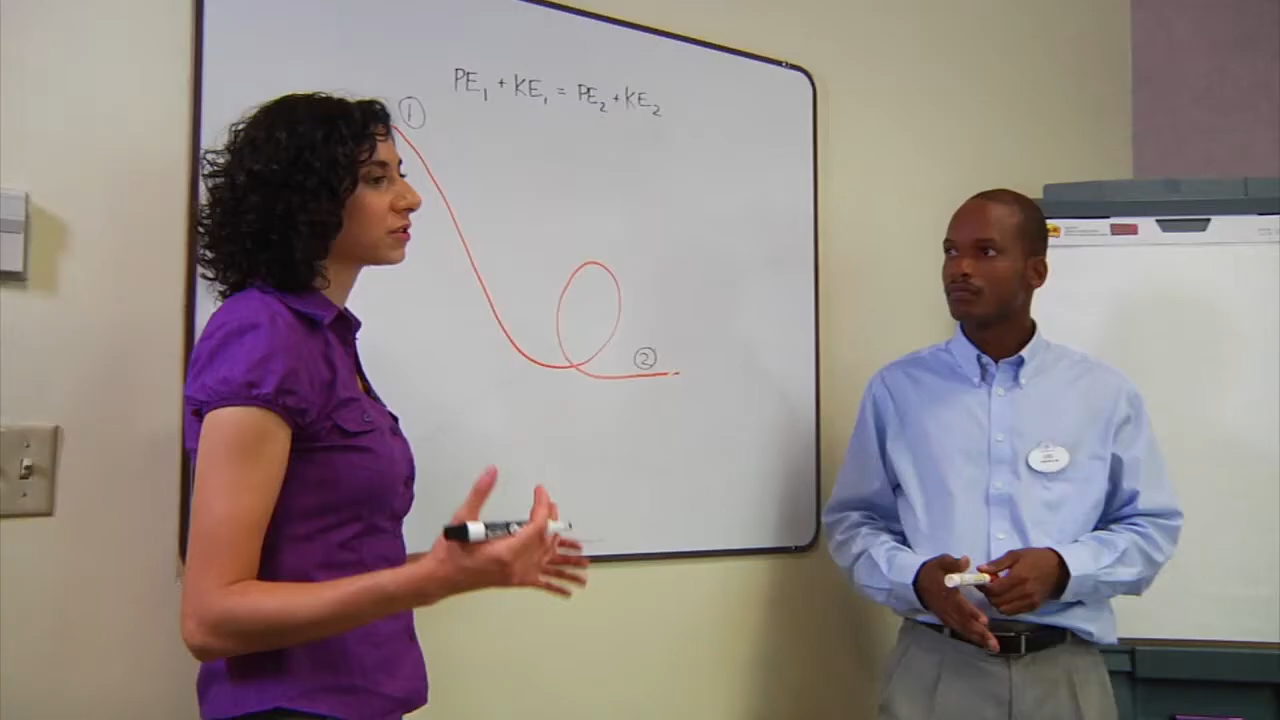 PE₁ + KE₁ = PE₂ + KE₂
①
②